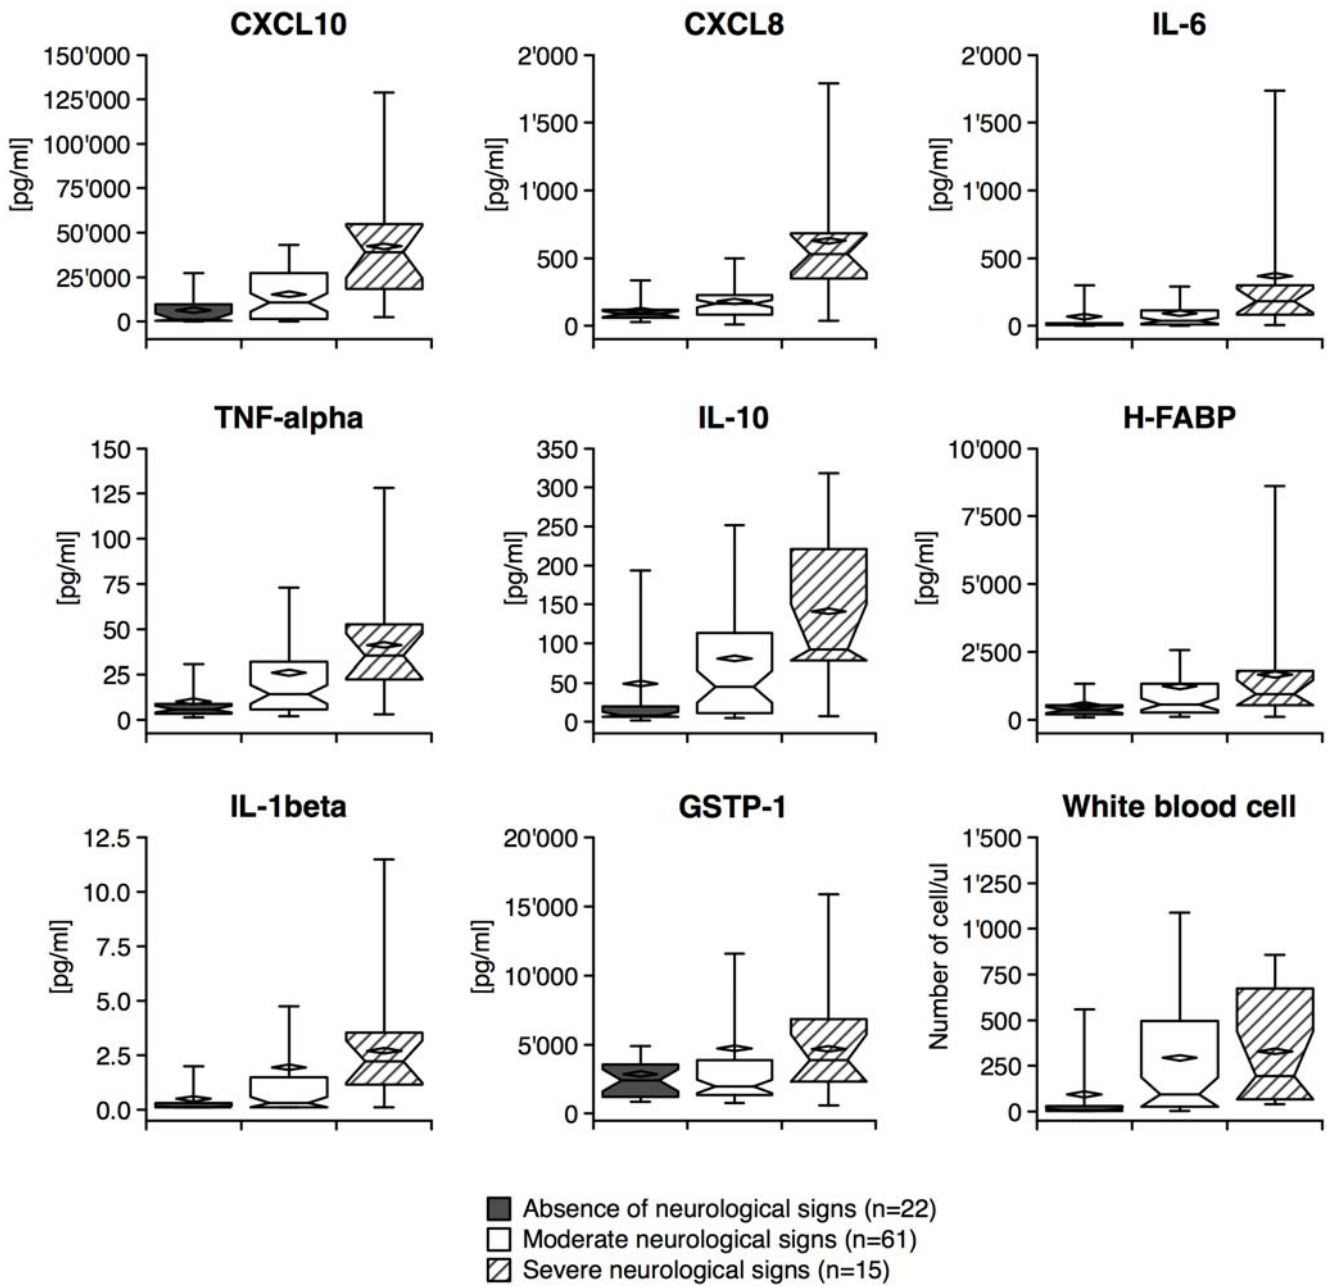 CXCL10
150'000
125'000
100'000
75'000
50'000
25'000
0
[pg/ml]
CXCL8
2'000
1'500
1'000
500
0
[pg/ml]
IL-6
2'000
1'500
1'000
500
0
[pg/ml]
TNF-alpha
150
125
100
75
50
25
0
[pg/ml]
IL-10
350
300
250
200
150
100
50
0
[pg/ml]
H-FABP
10'000
7'500
5'000
2'500
0
[pg/ml]
IL-1beta
12.5
10.0
7.5
5.0
2.5
0.0
[pg/ml]
GSTP-1
20'000
15'000
10'000
5'000
0
[pg/ml]
White blood cell
1'500
1'250
1'000
750
500
250
0
Number of cell/ul
Absence of neurological signs (n=22)
Moderate neurological signs (n=61)
Severe neurological signs (n=15)